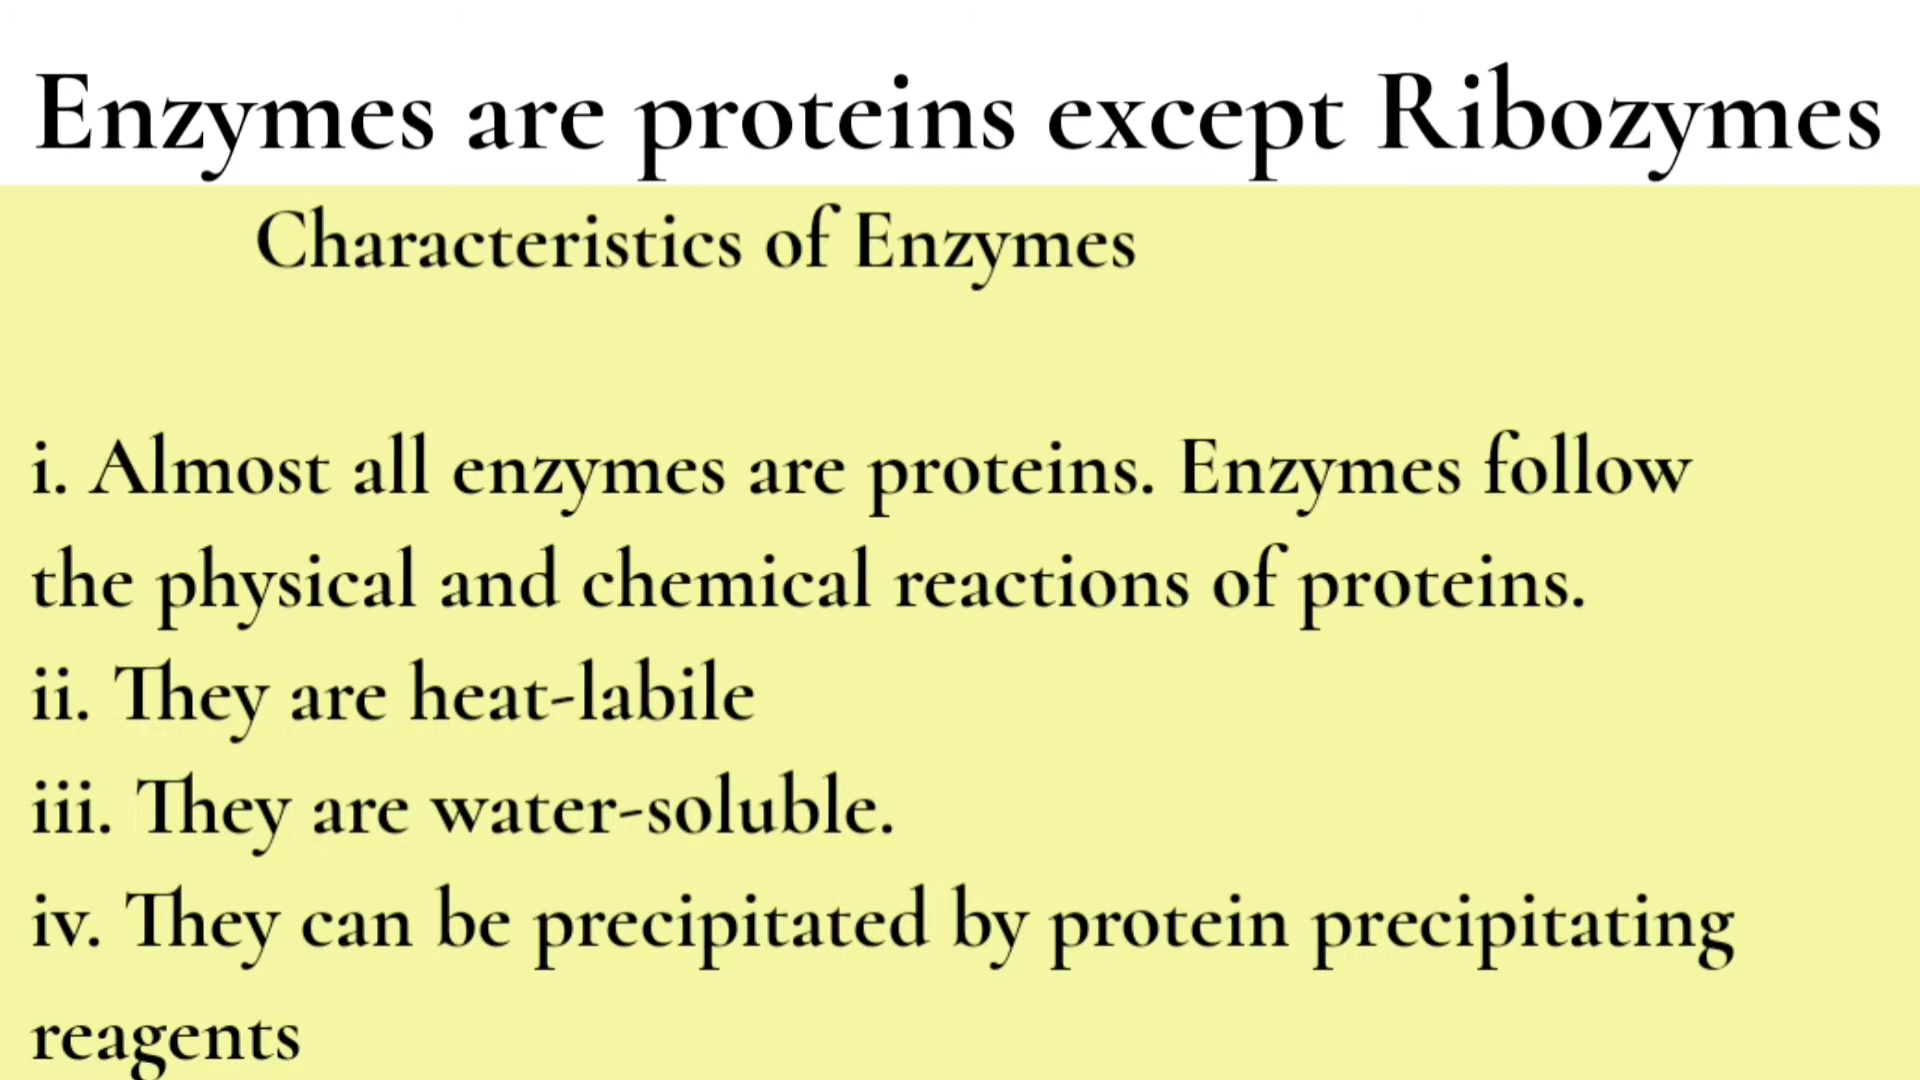 Enzymes are proteins except Ribozymes
Characteristics of Enzymes
i. Almost all enzymes are proteins. Enzymes follow
the physical and chemical reactions of proteins.
ii. They are heat-labile
iii. They are water-soluble.
iv. They can be precipitated by protein precipitating
reagents